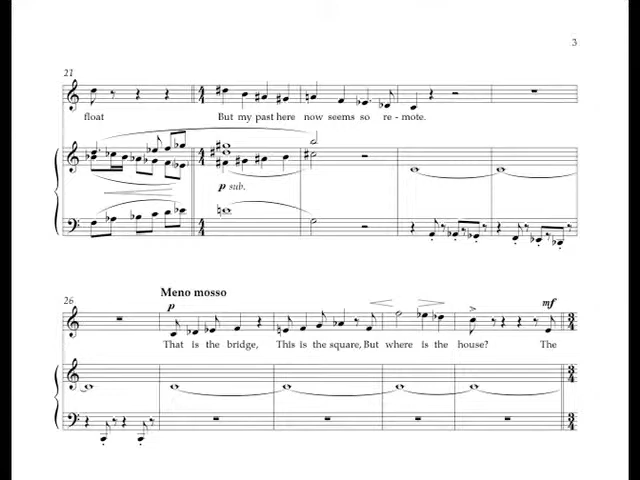 3
21
float But my past here now seems so re - mote.
p sub.
26
Meno mosso
p mf
That is the bridge, This is the square, But where is the house? The